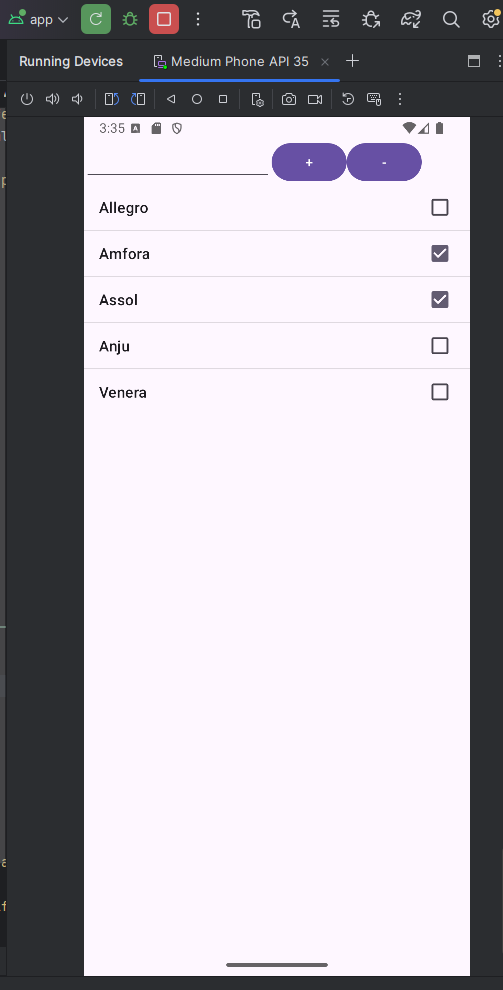 app
Running Devices Medium Phone API 35
3:35
+ -
Allegro
Amfora
Assol
Anju
Venera